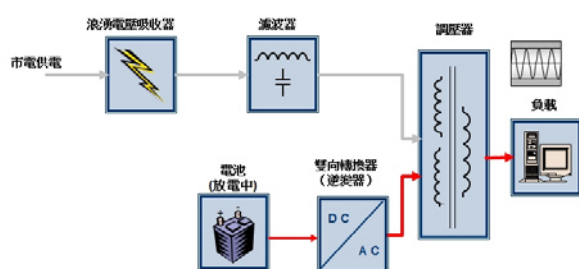 浪湧電壓吸收器
濾波器
調壓器
市電供電
負載
電池
(放電中)
雙向轉換器
(逆變器)
DC
AC